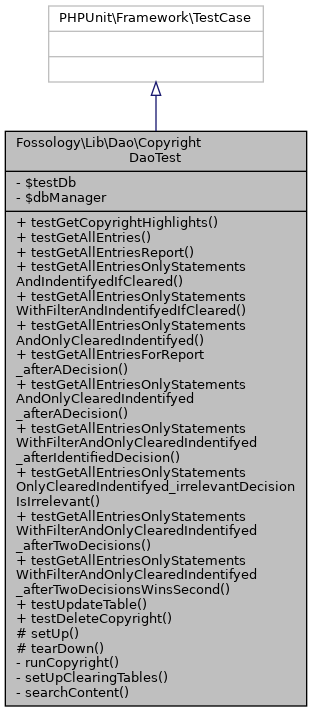 PHPUnit\Framework\TestCase
Fossology\Lib\Dao\Copyright
DaoTest
- $testDb
- $dbManager
+ testGetCopyrightHighlights()
+ testGetAllEntries()
+ testGetAllEntriesReport()
+ testGetAllEntriesOnlyStatements
AndIndentifyedIfCleared()
+ testGetAllEntriesOnlyStatements
WithFilterAndIndentifyedIfCleared()
+ testGetAllEntriesOnlyStatements
AndOnlyClearedIndentifyed()
+ testGetAllEntriesForReport
_afterADecision()
+ testGetAllEntriesOnlyStatements
AndOnlyClearedIndentifyed
_afterADecision()
+ testGetAllEntriesOnlyStatements
WithFilterAndOnlyClearedIndentifyed
_afterIdentifiedDecision()
+ testGetAllEntriesOnlyStatements
OnlyClearedIndentifyed_irrelevantDecision
IsIrrelevant()
+ testGetAllEntriesOnlyStatements
WithFilterAndOnlyClearedIndentifyed
_afterTwoDecisions()
+ testGetAllEntriesOnlyStatements
WithFilterAndOnlyClearedIndentifyed
_afterTwoDecisionsWinsSecond()
+ testUpdateTable()
+ testDeleteCopyright()
# setUp()
# tearDown()
- runCopyright()
- setUpClearingTables()
- searchContent()